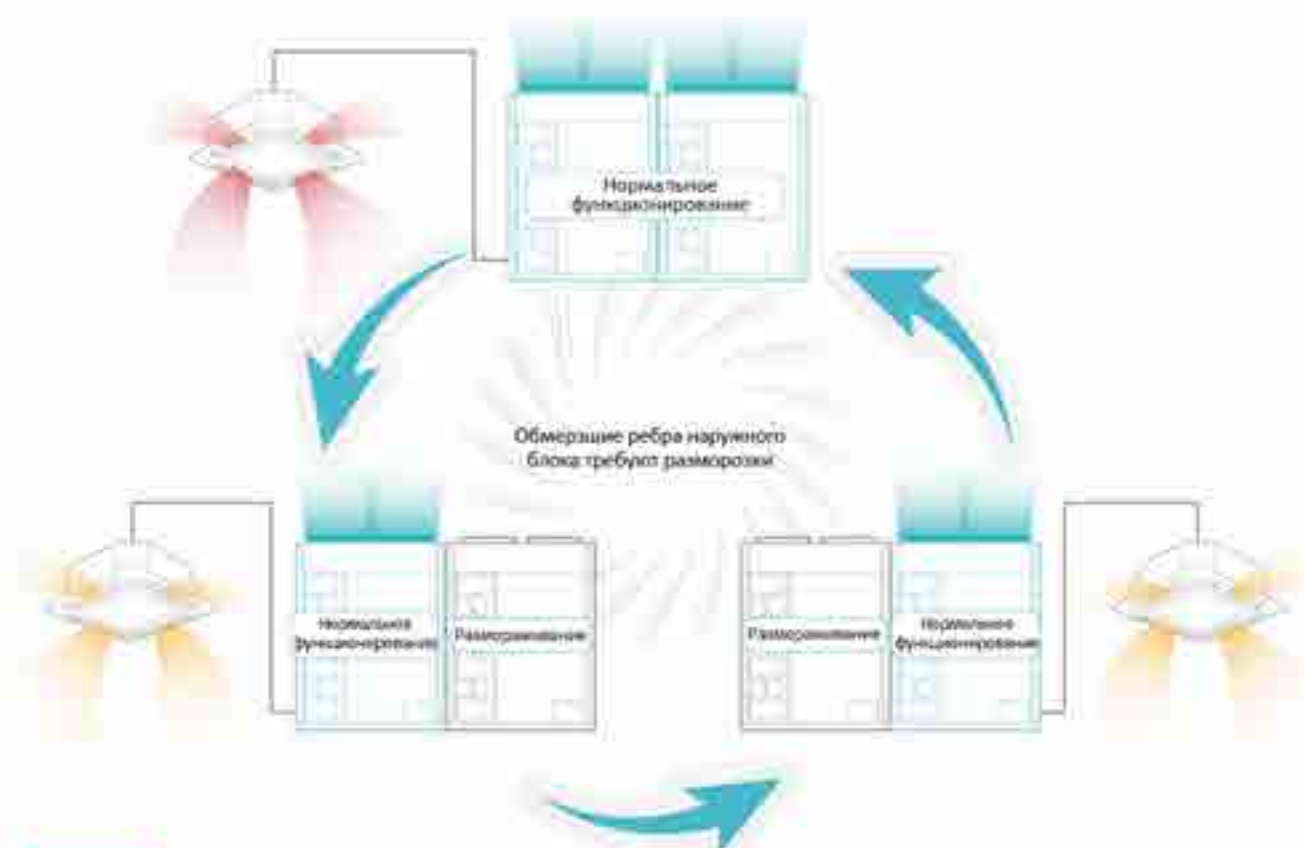 Нормальное
функционирование
Обмерзшие ребра наружного
блока требуют разморозки
Нормальное
функционирование
Размораживание
Размораживание
Нормальное
функционирование